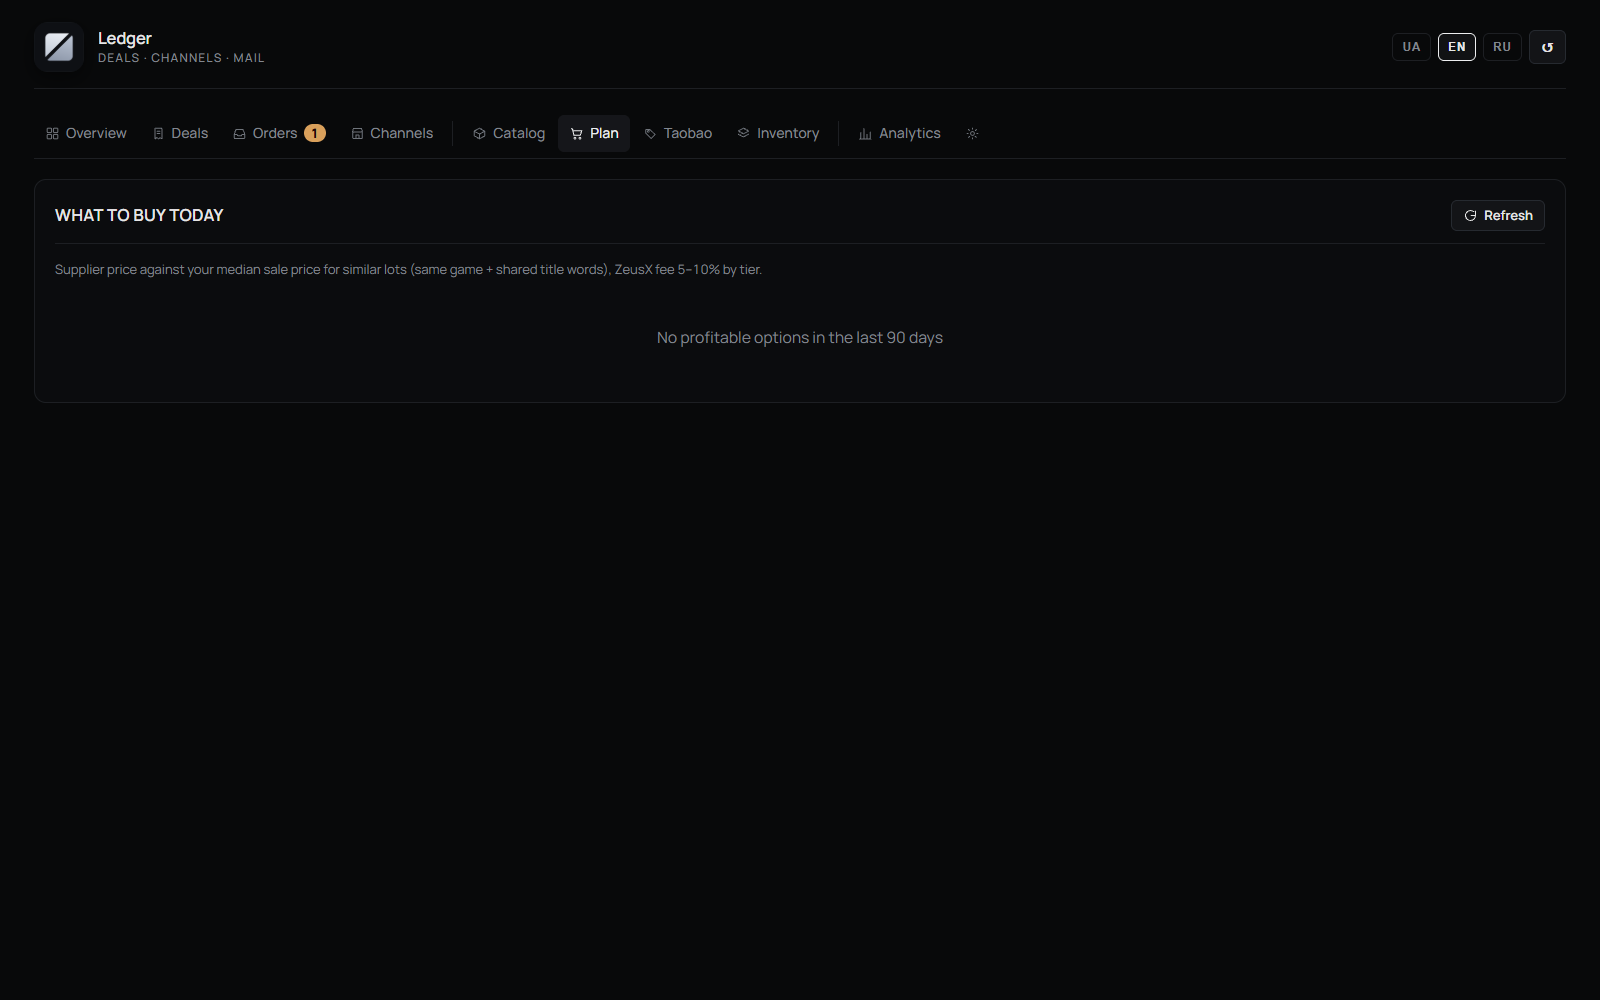 Ledger
DEALS · CHANNELS · MAIL
UA
EN
RU
Overview
Deals
Orders 1
Channels
Catalog
Plan
Taobao
Inventory
Analytics
WHAT TO BUY TODAY
Refresh
Supplier price against your median sale price for similar lots (same game + shared title words), ZeusX fee 5–10% by tier.
No profitable options in the last 90 days